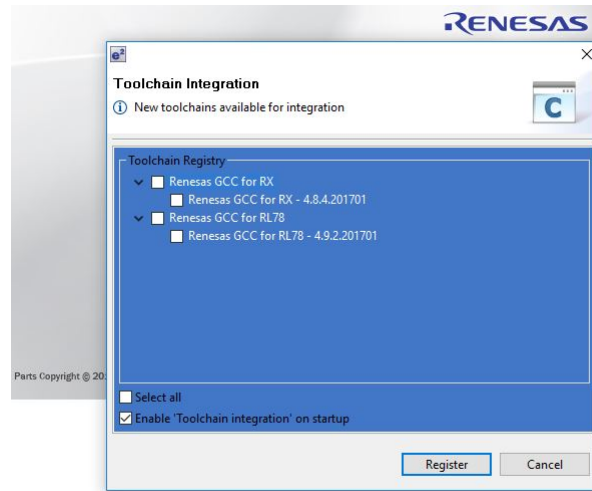 RENESAS
e²
Toolchain Integration
New toolchains available for integration
C
Toolchain Registry
Renesas GCC for RX
Renesas GCC for RX - 4.8.4.201701
Renesas GCC for RL78
Renesas GCC for RL78 - 4.9.2.201701
Parts Copyright © 20
Select all
Enable 'Toolchain integration' on startup
Register
Cancel